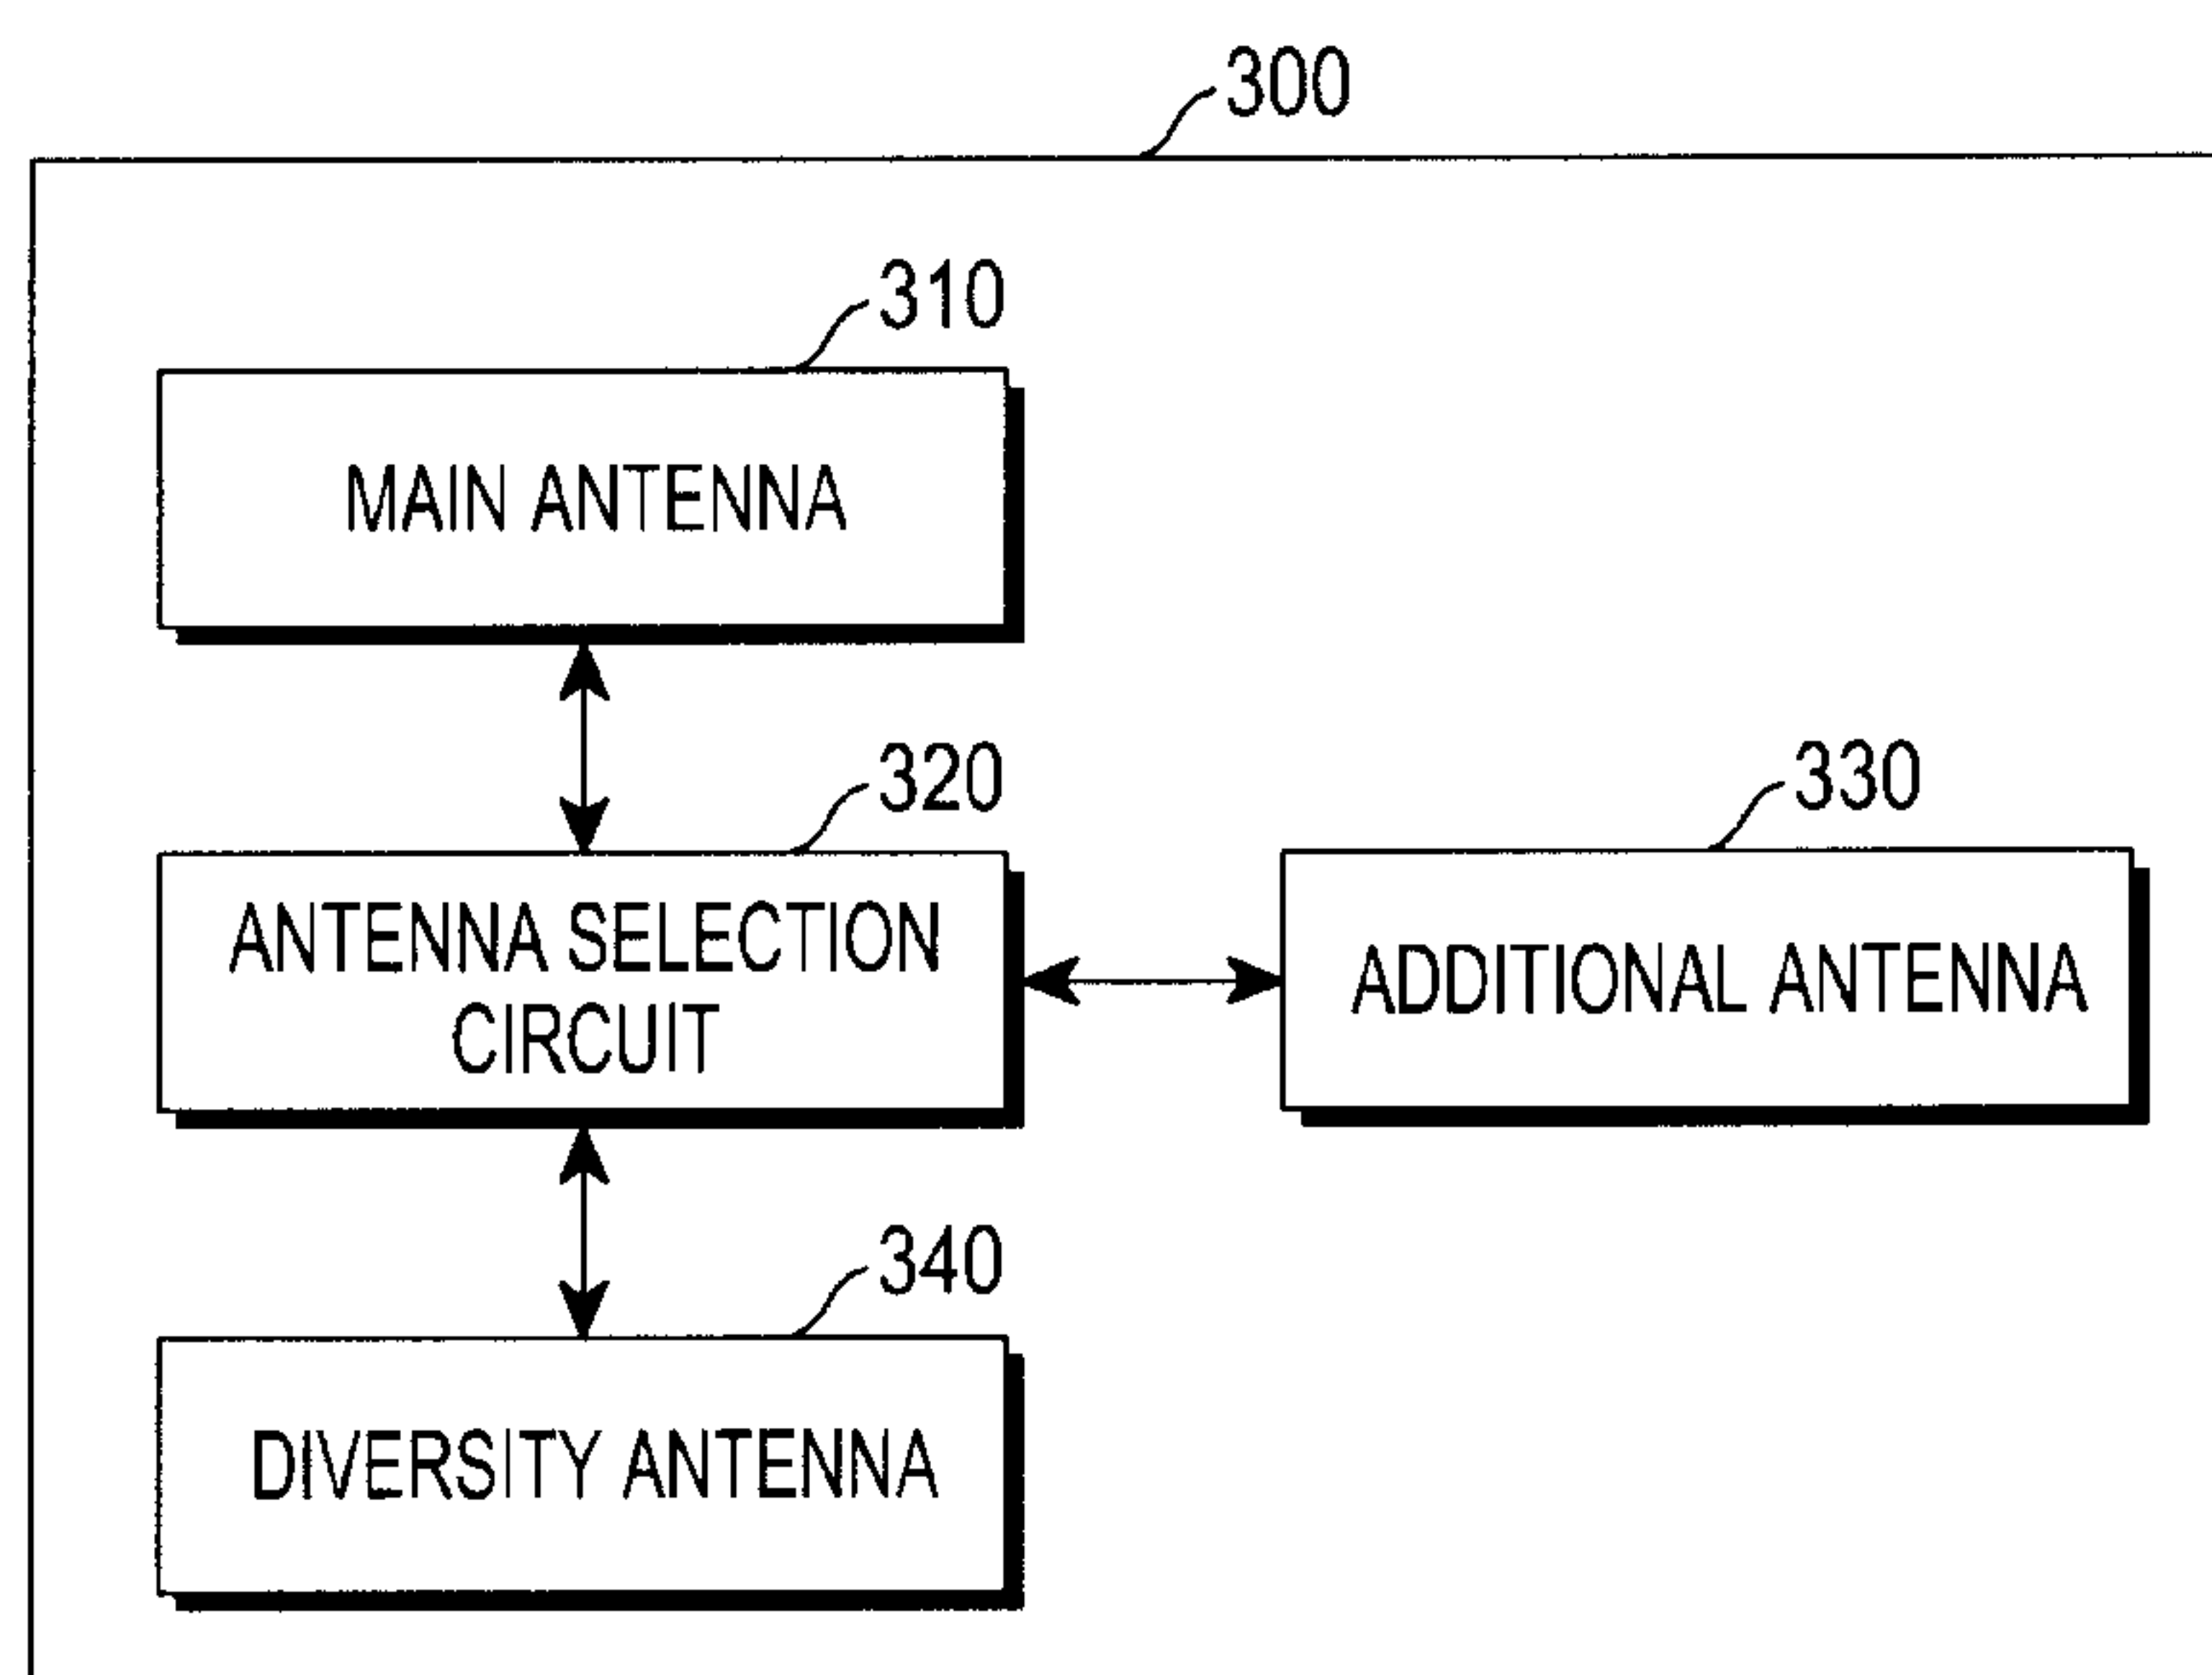 300
310
MAIN ANTENNA
320
330
ANTENNA SELECTION
CIRCUIT
ADDITIONAL ANTENNA
340
DIVERSITY ANTENNA